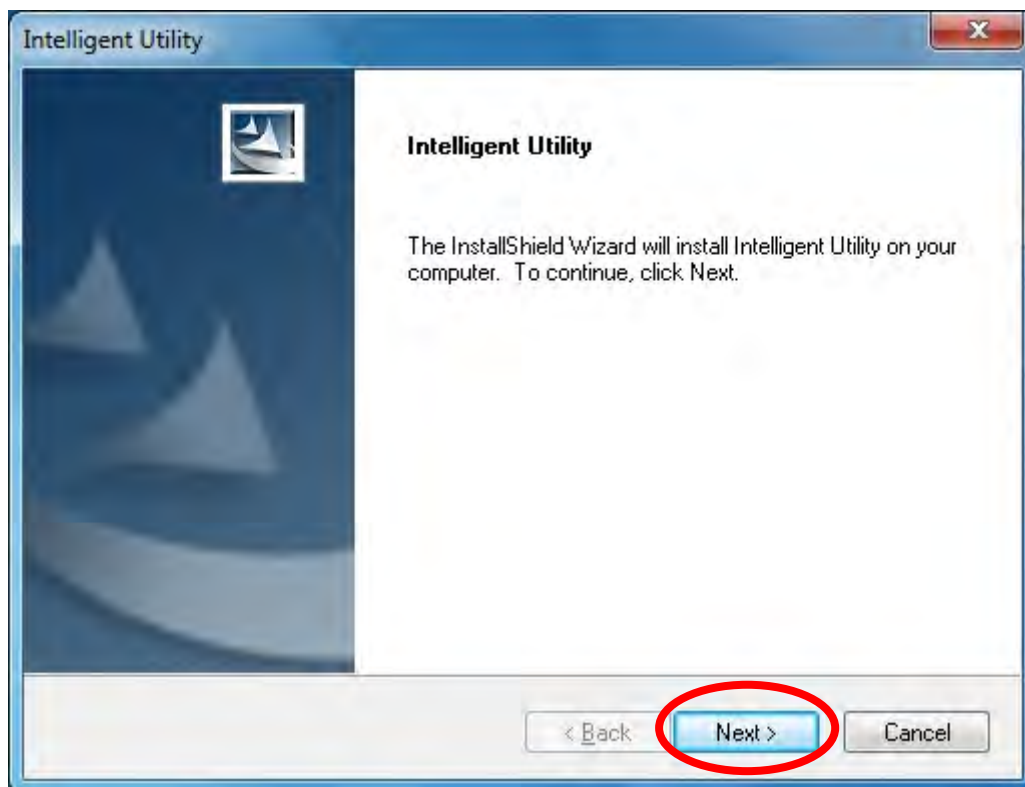 Intelligent Utility
Intelligent Utility
The InstallShield Wizard will install Intelligent Utility on your
computer. To continue, click Next.
< Back Next > Cancel